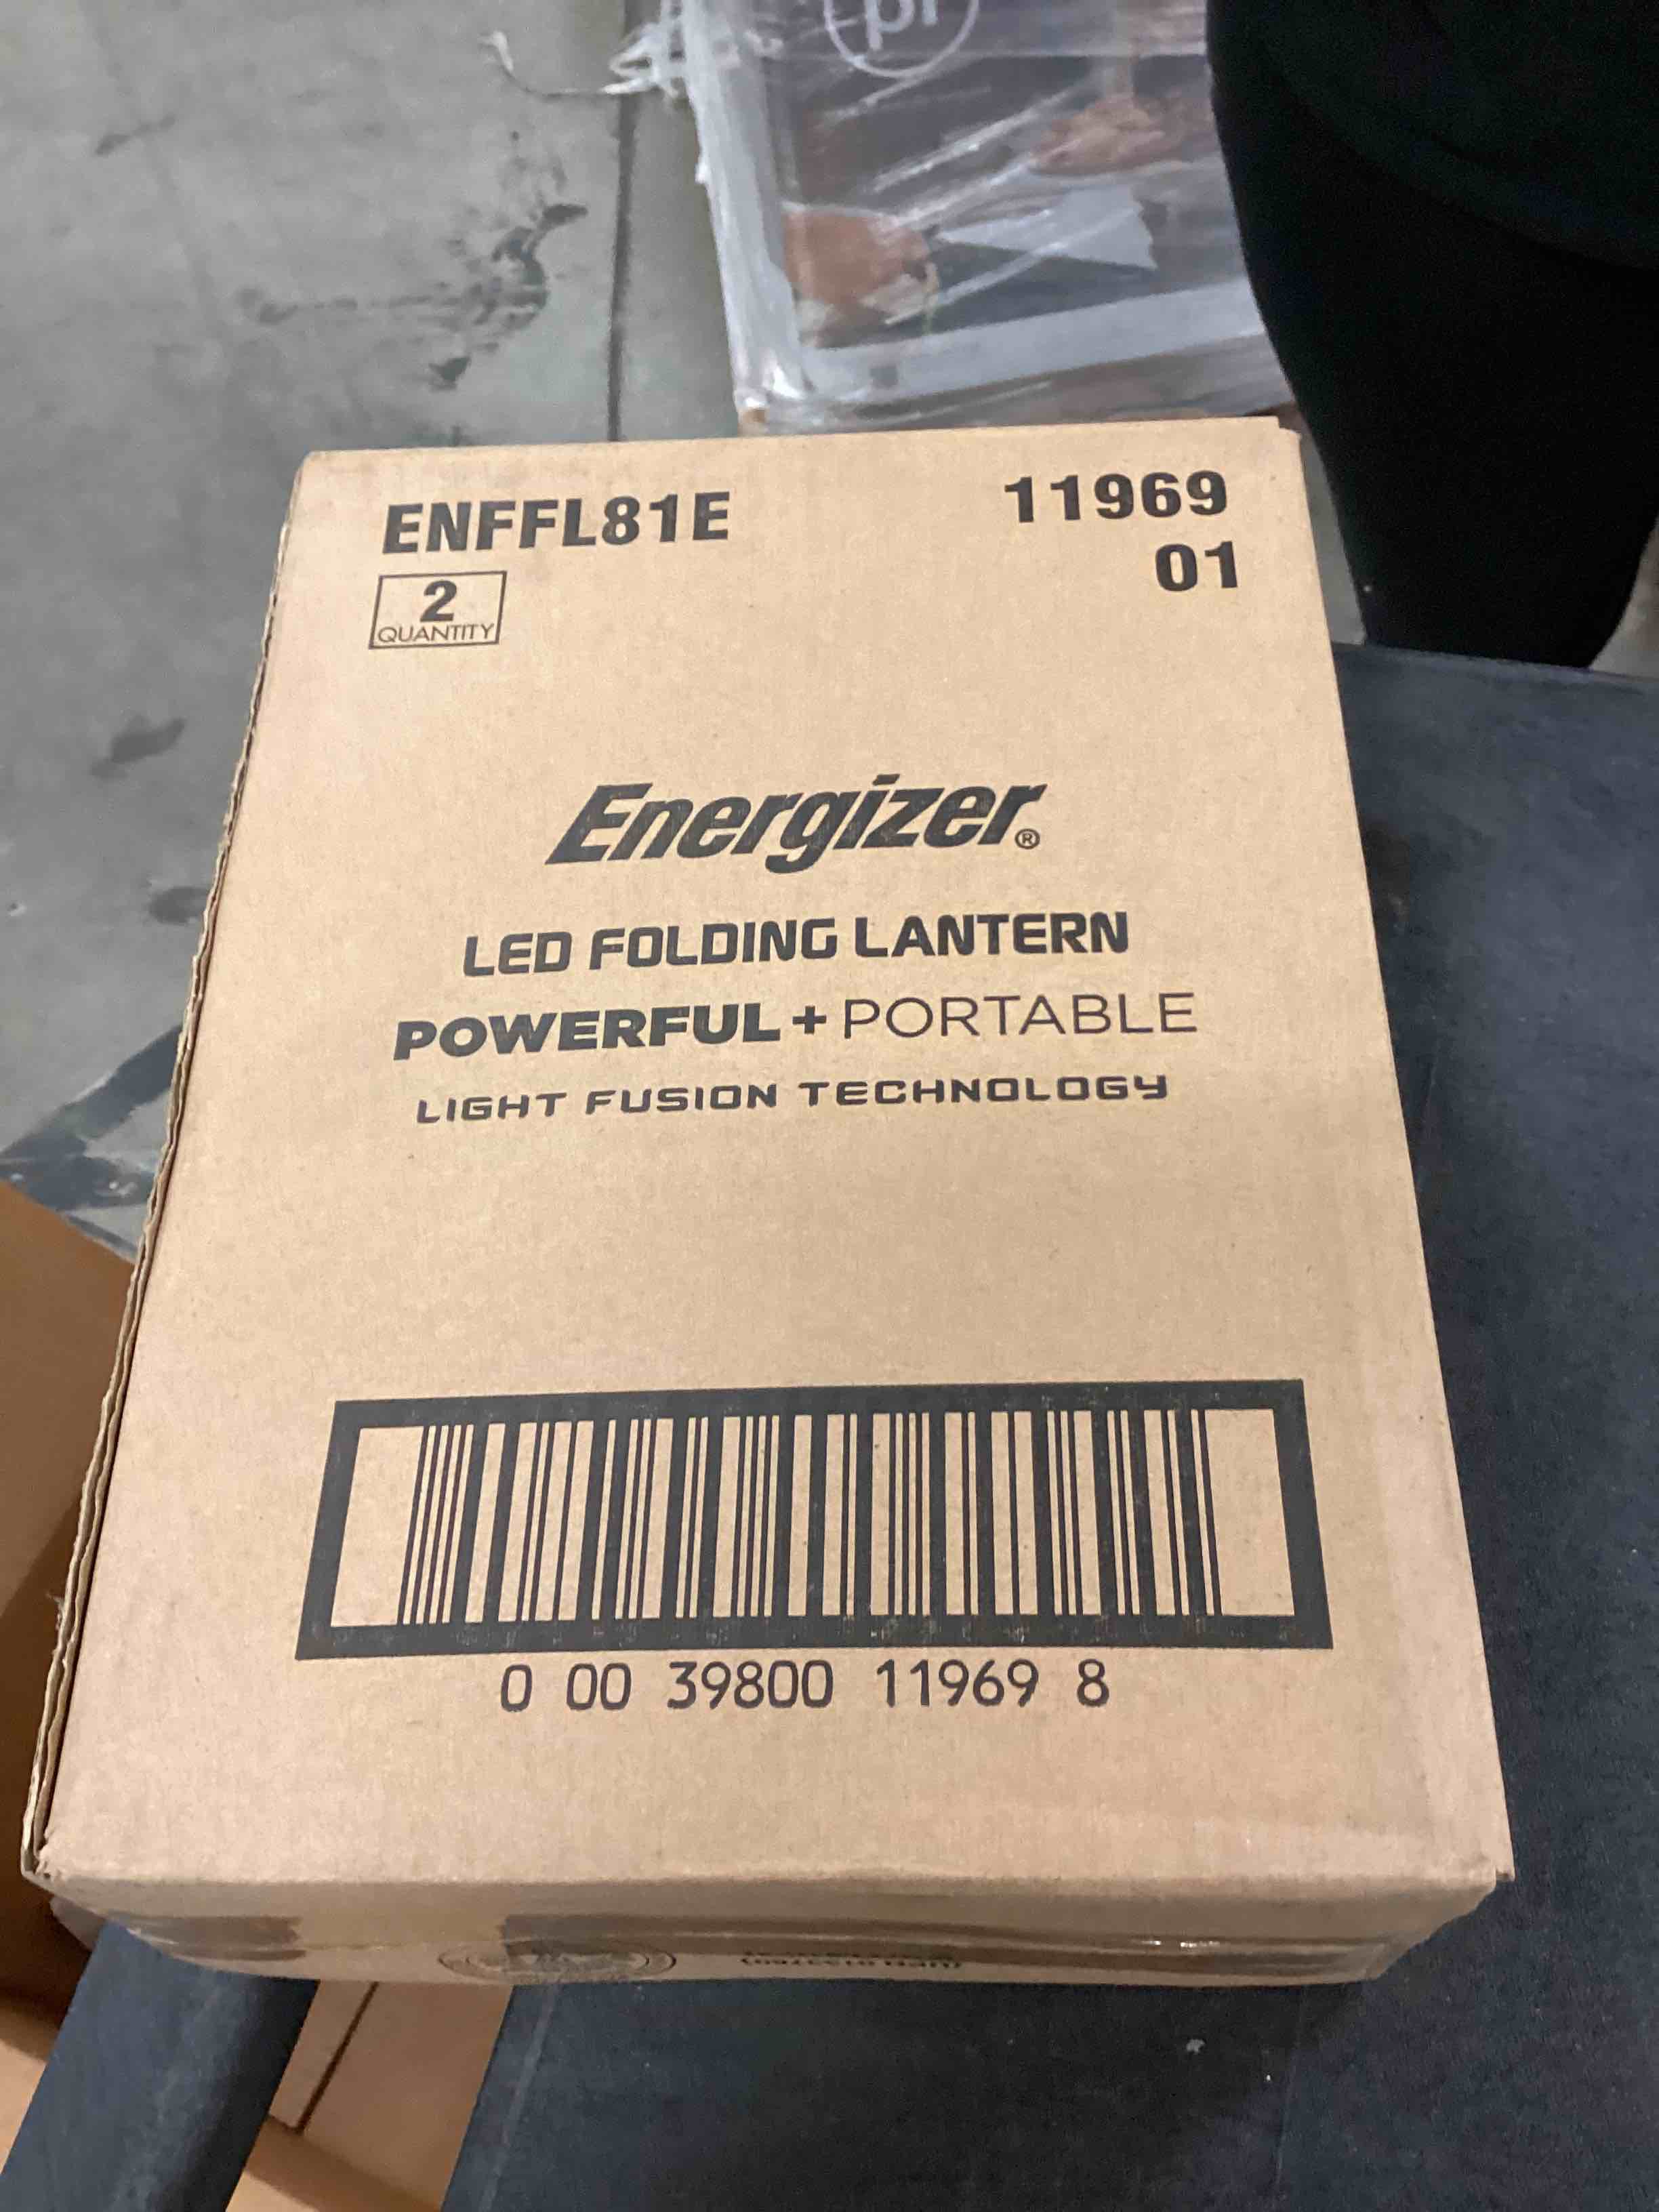 pi
ENFFL81E
11969
01
2
QUANTITY
Energizer®
LED FOLDING LANTERN
POWERFUL + PORTABLE
LIGHT FUSION TECHNOLOGY
0 00 39800 11969 8